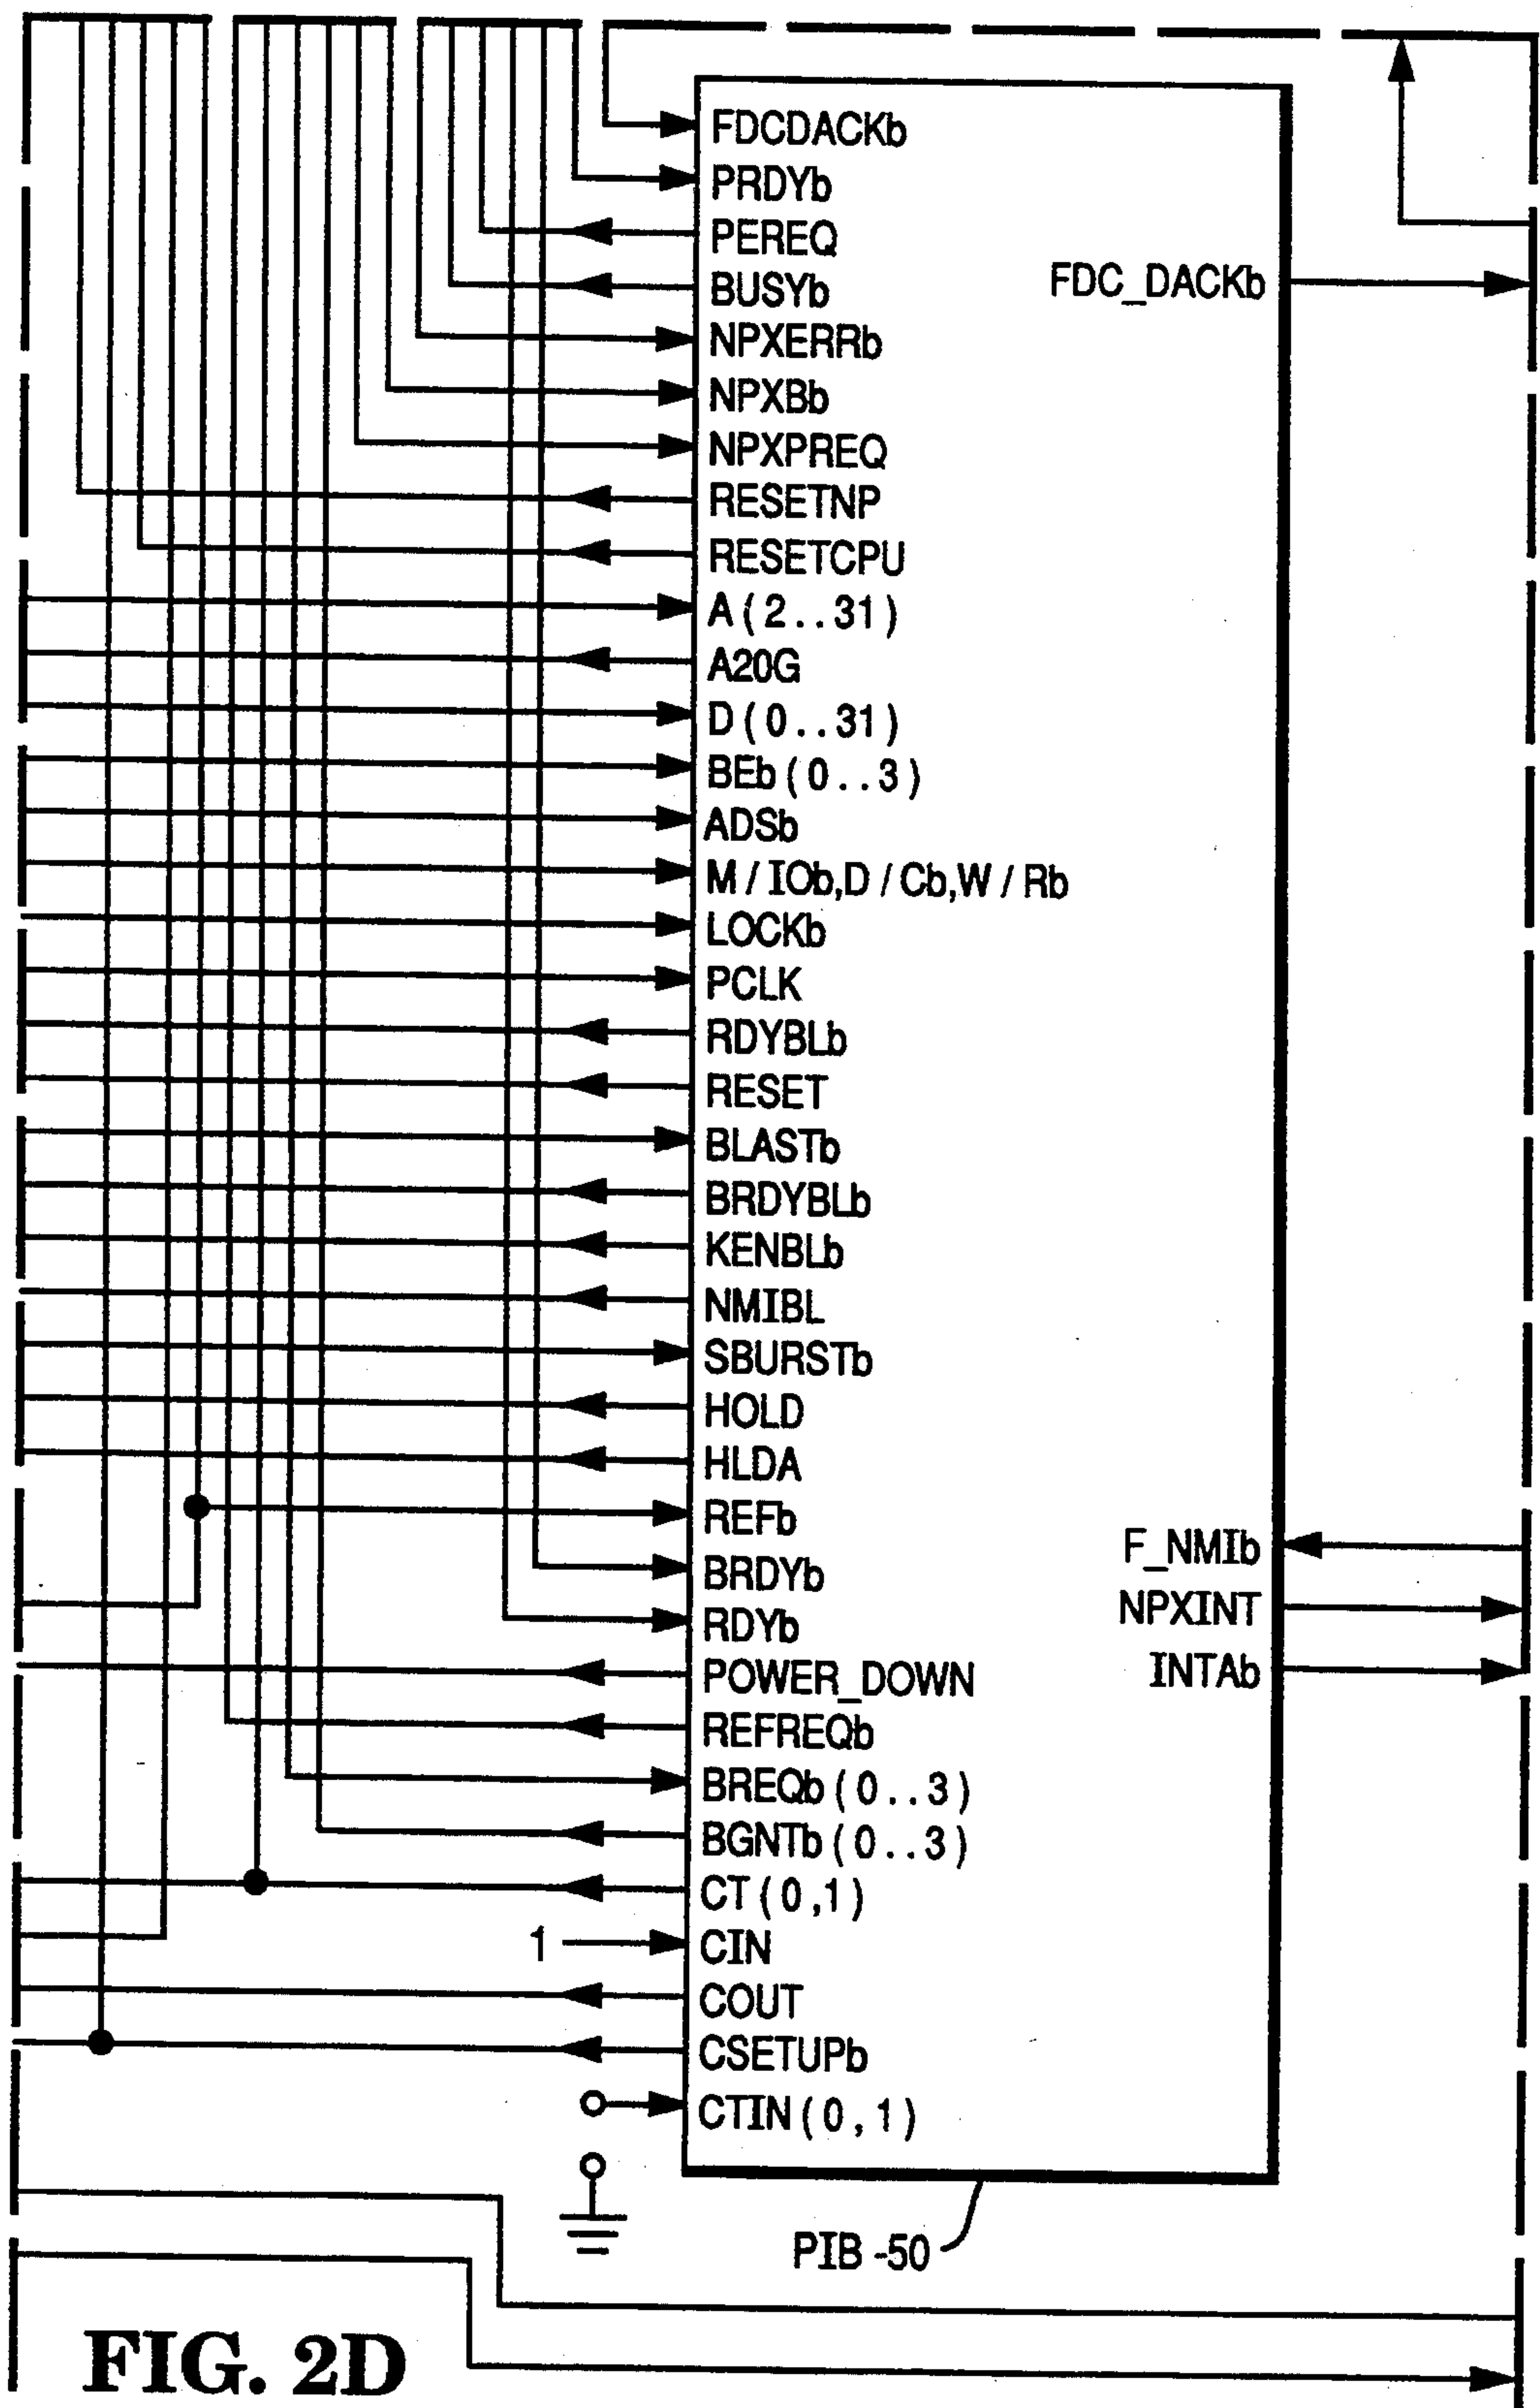 FDCDACKb
PRDYb
PEREQ
BUSYb
FDC_DACKb
NPXERRb
NPXBb
NPXPREQ
RESETNP
RESETCPU
A(2..31)
A20G
D(0..31)
BEb(0..3)
ADSb
M/IOb,D/Cb,W/Rb
LOCKb
PCLK
RDYBLb
RESET
BLASTb
BRDYBLb
KENBLb
NMIBL
SBURSTb
HOLD
HLDA
REFb
F_NMIb
BRDYb
NPXINT
RDYb
INTAb
POWER_DOWN
REFREQb
BREQb(0..3)
BGNTb(0..3)
CT(0,1)
1 CIN
COUT
CSETUPb
CTIN(0,1)
PIB-50
FIG. 2D